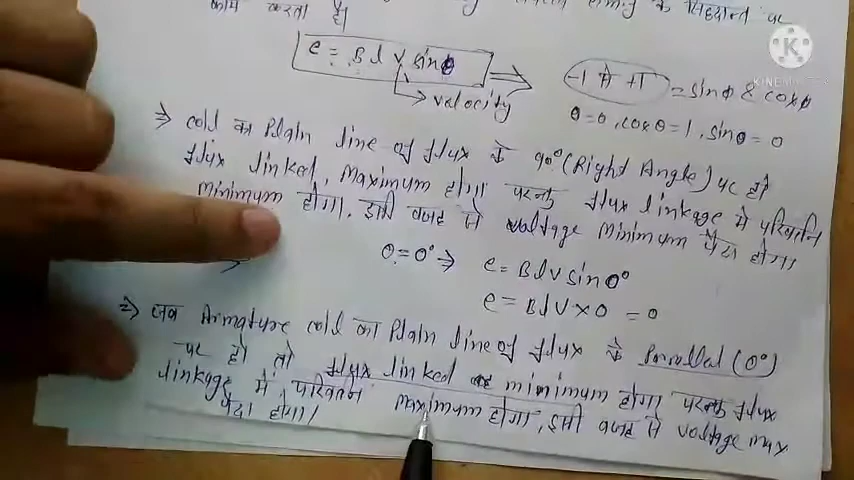 काम करता है। के सिद्धान्त पर
K
KINEMASTER
e = Blv sinθ
-1 से +1 = sinθ & cosθ
velocity
θ=0, cosθ=1, sinθ=0
⇒ coil का Plain line of flux के 90° (Right Angle) पर हो
flux linked, Maximum होगा परन्तु flux linkage में परिवर्तन
minimum होगा, इसी वजह से voltage minimum पैदा होगा
θ=0° ⇒ e = Blv sin0°
e = Blv×0 = 0
⇒ जब Armature coil का Plain line of flux के Parallel (0°)
पर हो तो flux linked minimum होगा परन्तु flux
linkage में परिवर्तन maximum होगा, इसी वजह से voltage max
पैदा होगा।